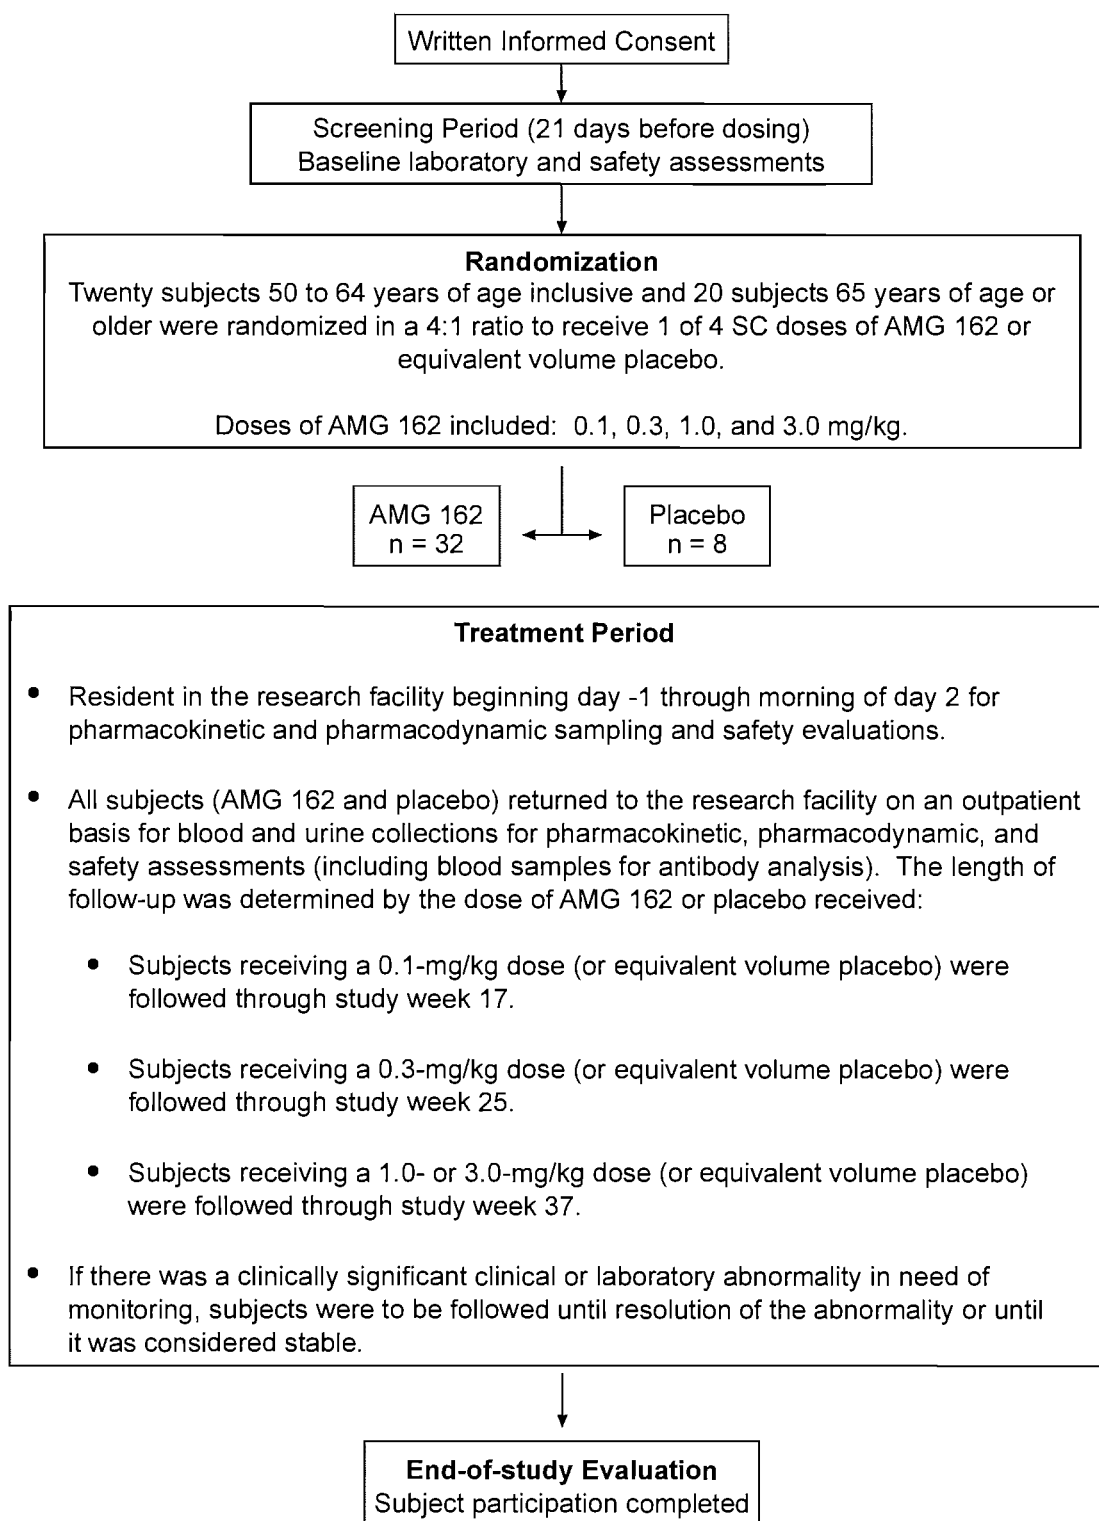 Written Informed Consent
Screening Period (21 days before dosing)
Baseline laboratory and safety assessments
Randomization
Twenty subjects 50 to 64 years of age inclusive and 20 subjects 65 years of age or
older were randomized in a 4:1 ratio to receive 1 of 4 SC doses of AMG 162 or
equivalent volume placebo.
Doses of AMG 162 included: 0.1, 0.3, 1.0, and 3.0 mg/kg.
AMG 162
n = 32
Placebo
n = 8
Treatment Period
• Resident in the research facility beginning day -1 through morning of day 2 for
pharmacokinetic and pharmacodynamic sampling and safety evaluations.
• All subjects (AMG 162 and placebo) returned to the research facility on an outpatient
basis for blood and urine collections for pharmacokinetic, pharmacodynamic, and
safety assessments (including blood samples for antibody analysis). The length of
follow-up was determined by the dose of AMG 162 or placebo received:
• Subjects receiving a 0.1-mg/kg dose (or equivalent volume placebo) were
followed through study week 17.
• Subjects receiving a 0.3-mg/kg dose (or equivalent volume placebo) were
followed through study week 25.
• Subjects receiving a 1.0- or 3.0-mg/kg dose (or equivalent volume placebo)
were followed through study week 37.
• If there was a clinically significant clinical or laboratory abnormality in need of
monitoring, subjects were to be followed until resolution of the abnormality or until
it was considered stable.
End-of-study Evaluation
Subject participation completed